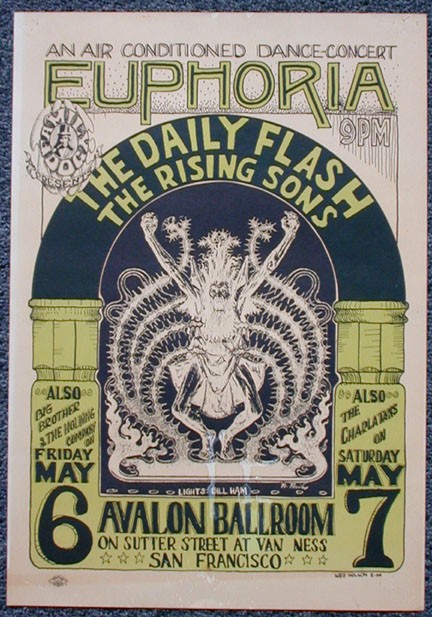 AN AIR CONDITIONED DANCE-CONCERT
EUPHORIA
9PM
FAMILY
DOG
PRESENTS
THE DAILY FLASH
THE RISING SONS
ALSO
BIG
BROTHER
& THE HOLDING
COMPANY ON
FRIDAY
MAY
6
ALSO
THE
CHARLATANS
ON
SATURDAY
MAY
7
LIGHTS: BILL HAM
AVALON BALLROOM
ON SUTTER STREET AT VAN NESS
SAN FRANCISCO
WES WILSON